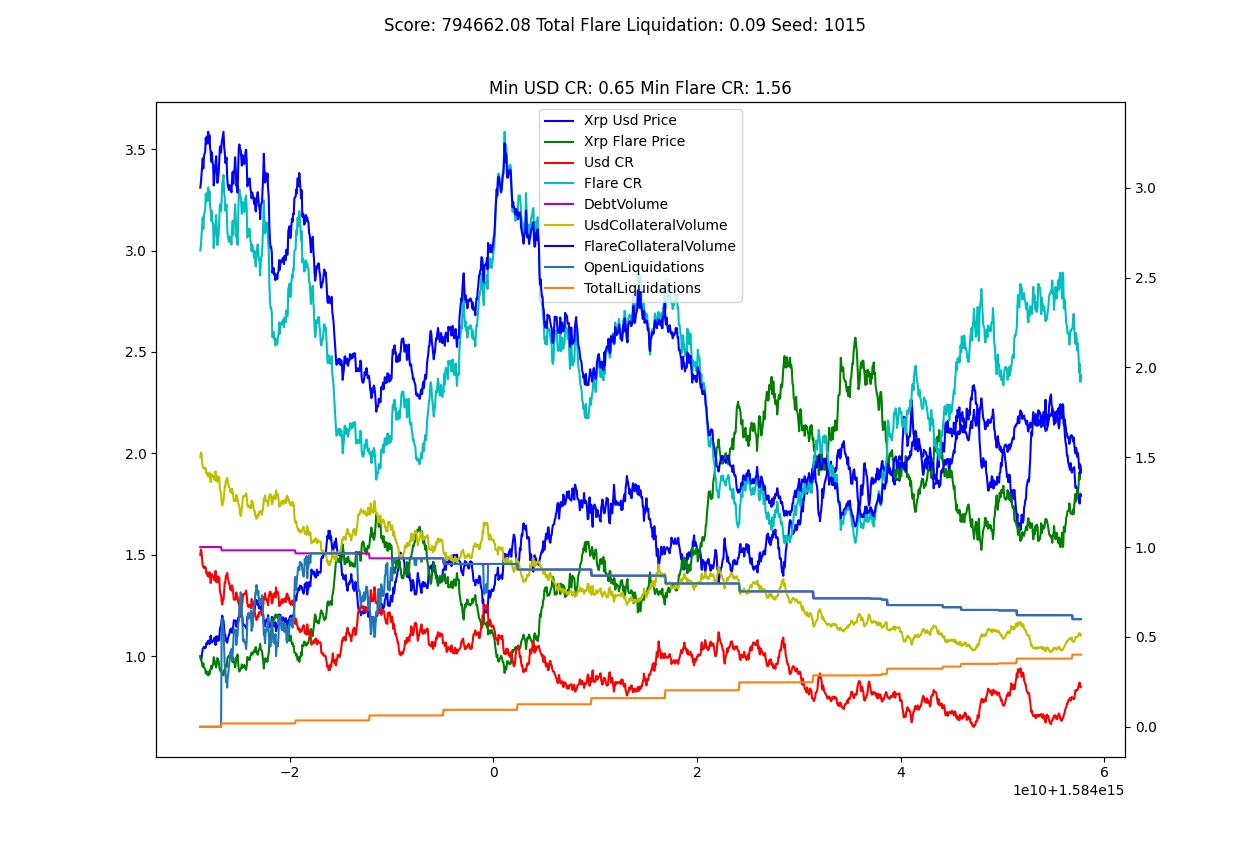 Score: 794662.08 Total Flare Liquidation: 0.09 Seed: 1015
Min USD CR: 0.65 Min Flare CR: 1.56
Xrp Usd Price
Xrp Flare Price
Usd CR
Flare CR
DebtVolume
UsdCollateralVolume
FlareCollateralVolume
OpenLiquidations
TotalLiquidations
3.5
3.0
2.5
2.0
1.5
1.0
3.0
2.5
2.0
1.5
1.0
0.5
0.0
−2
0
2
4
6
1e10+1.584e15